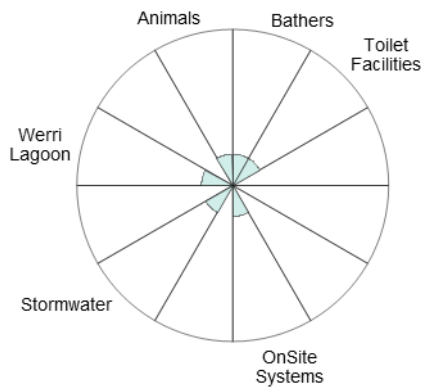 Animals
Bathers
Toilet
Facilities
Werri
Lagoon
Stormwater
OnSite
Systems